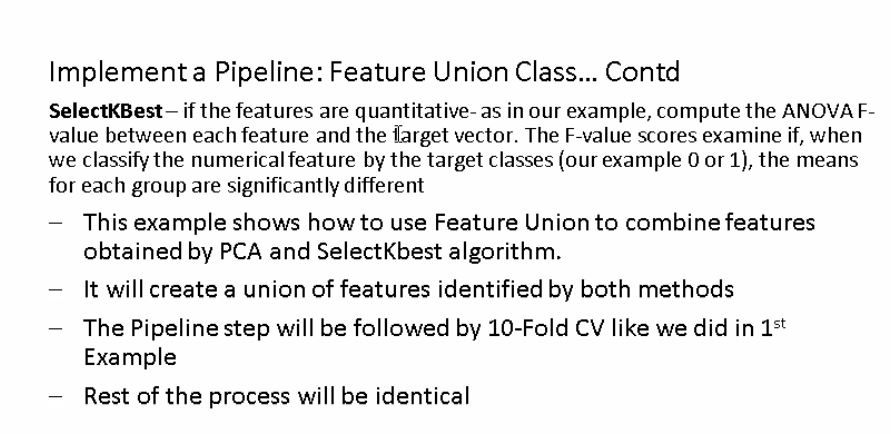 Implement a Pipeline: Feature Union Class... Contd
SelectKBest – if the features are quantitative- as in our example, compute the ANOVA F-
value between each feature and the target vector. The F-value scores examine if, when
we classify the numerical feature by the target classes (our example 0 or 1), the means
for each group are significantly different
– This example shows how to use Feature Union to combine features
obtained by PCA and SelectKbest algorithm.
– It will create a union of features identified by both methods
– The Pipeline step will be followed by 10-Fold CV like we did in 1st
Example
– Rest of the process will be identical